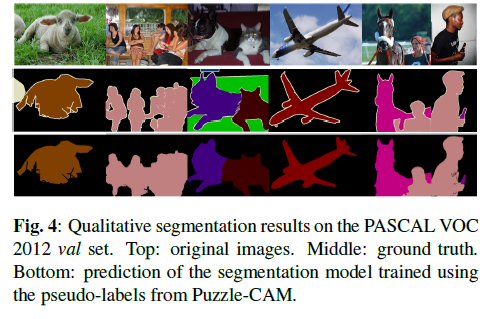 Fig. 4: Qualitative segmentation results on the PASCAL VOC
2012 val set. Top: original images. Middle: ground truth.
Bottom: prediction of the segmentation model trained using
the pseudo-labels from Puzzle-CAM.